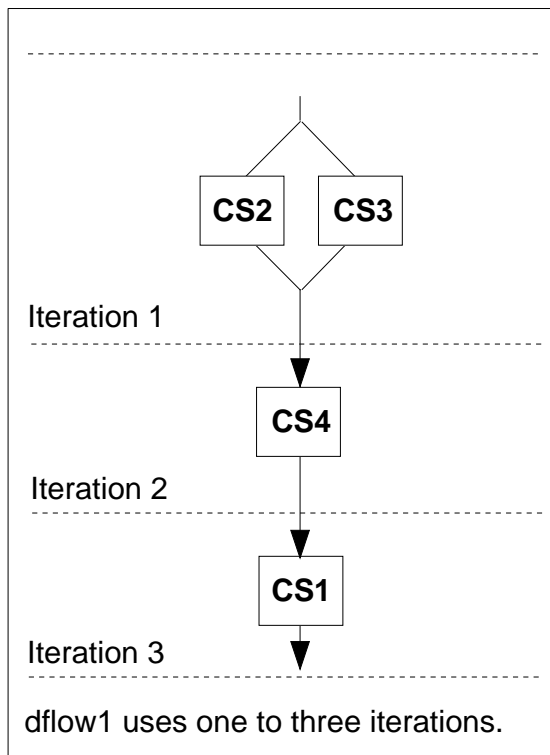 CS2 CS3
Iteration 1
CS4
Iteration 2
CS1
Iteration 3
dflow1 uses one to three iterations.